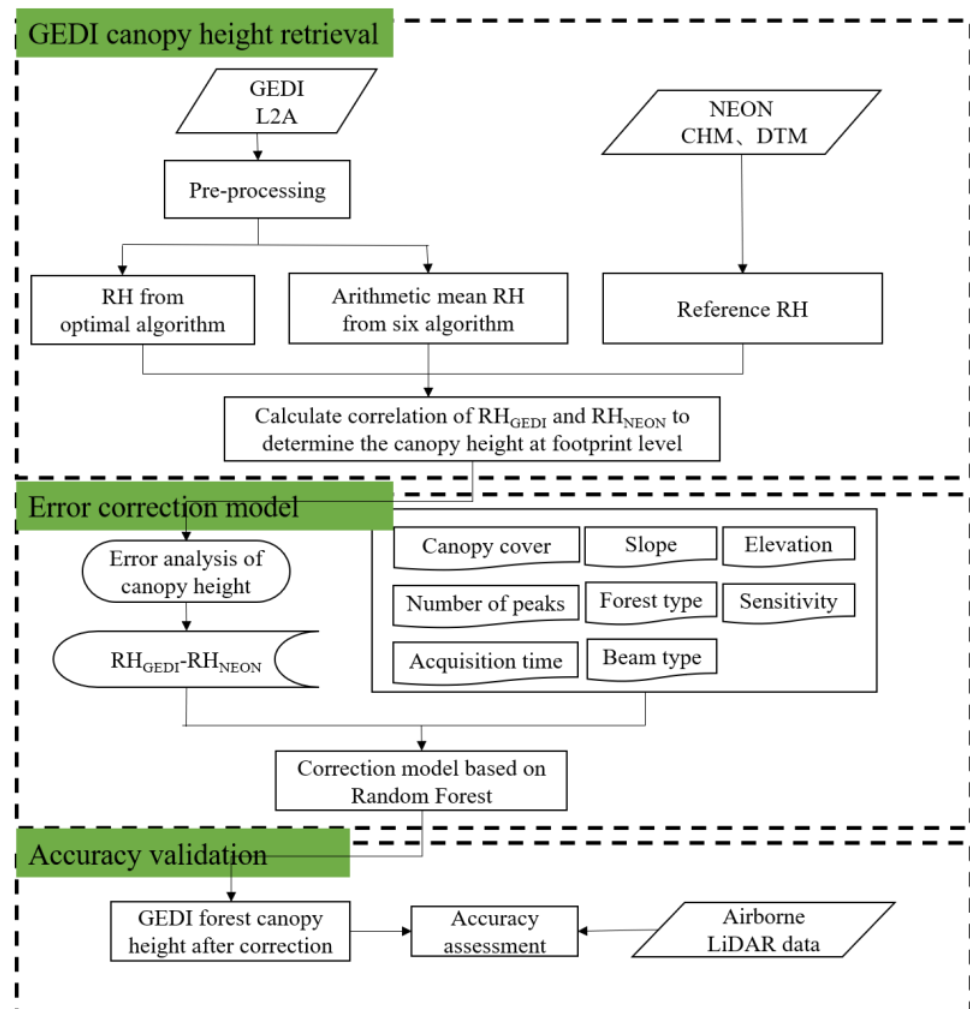 GEDI canopy height retrieval
GEDI
L2A
NEON
CHM、DTM
Pre-processing
RH from
optimal algorithm
Arithmetic mean RH
from six algorithm
Reference RH
Calculate correlation of RHGEDI and RHNEON to
determine the canopy height at footprint level
Error correction model
Error analysis of
canopy height
RHGEDI-RHNEON
Canopy cover
Slope
Elevation
Number of peaks
Forest type
Sensitivity
Acquisition time
Beam type
Correction model based on
Random Forest
Accuracy validation
GEDI forest canopy
height after correction
Accuracy
assessment
Airborne
LiDAR data